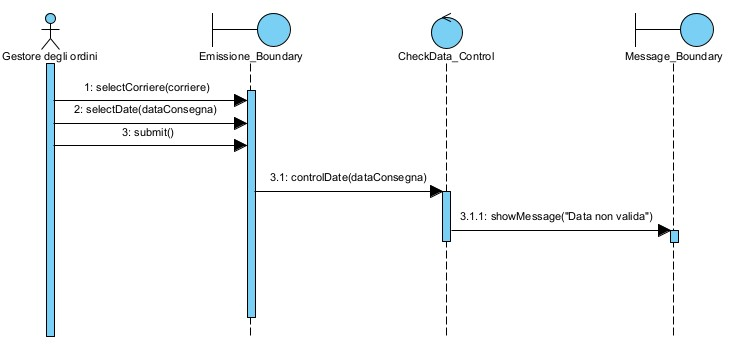 Gestore degli ordini
Emissione_Boundary
CheckData_Control
Message_Boundary
1: selectCorriere(corriere)
2: selectDate(dataConsegna)
3: submit()
3.1: controlDate(dataConsegna)
3.1.1: showMessage("Data non valida")